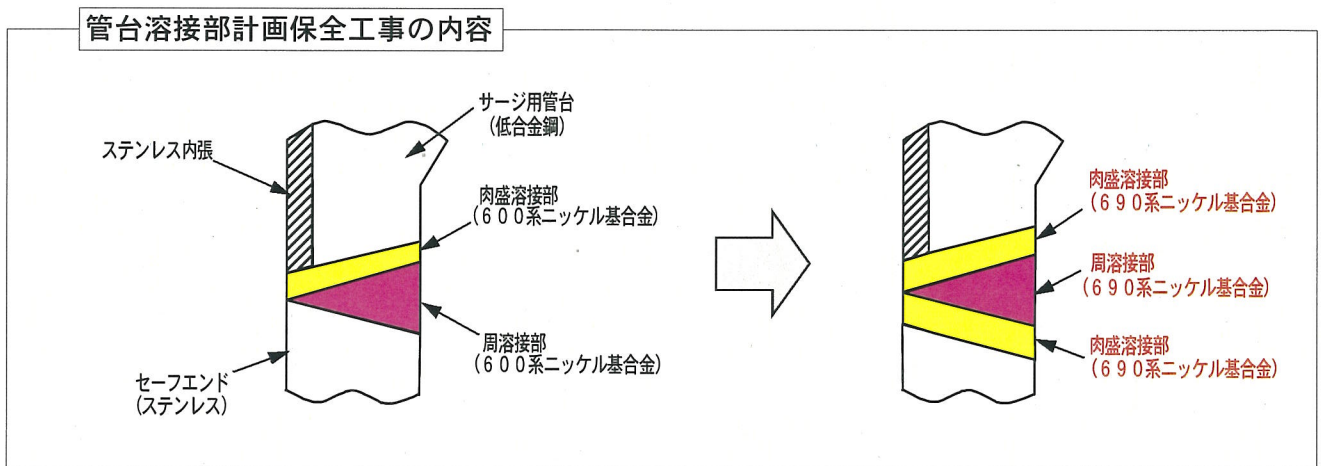 管台溶接部計画保全工事の内容
サージ用管台
(低合金鋼)
ステンレス内張
肉盛溶接部
(６００系ニッケル基合金)
周溶接部
(６００系ニッケル基合金)
セーフエンド
(ステンレス)
肉盛溶接部
(６９０系ニッケル基合金)
周溶接部
(６９０系ニッケル基合金)
肉盛溶接部
(６９０系ニッケル基合金)